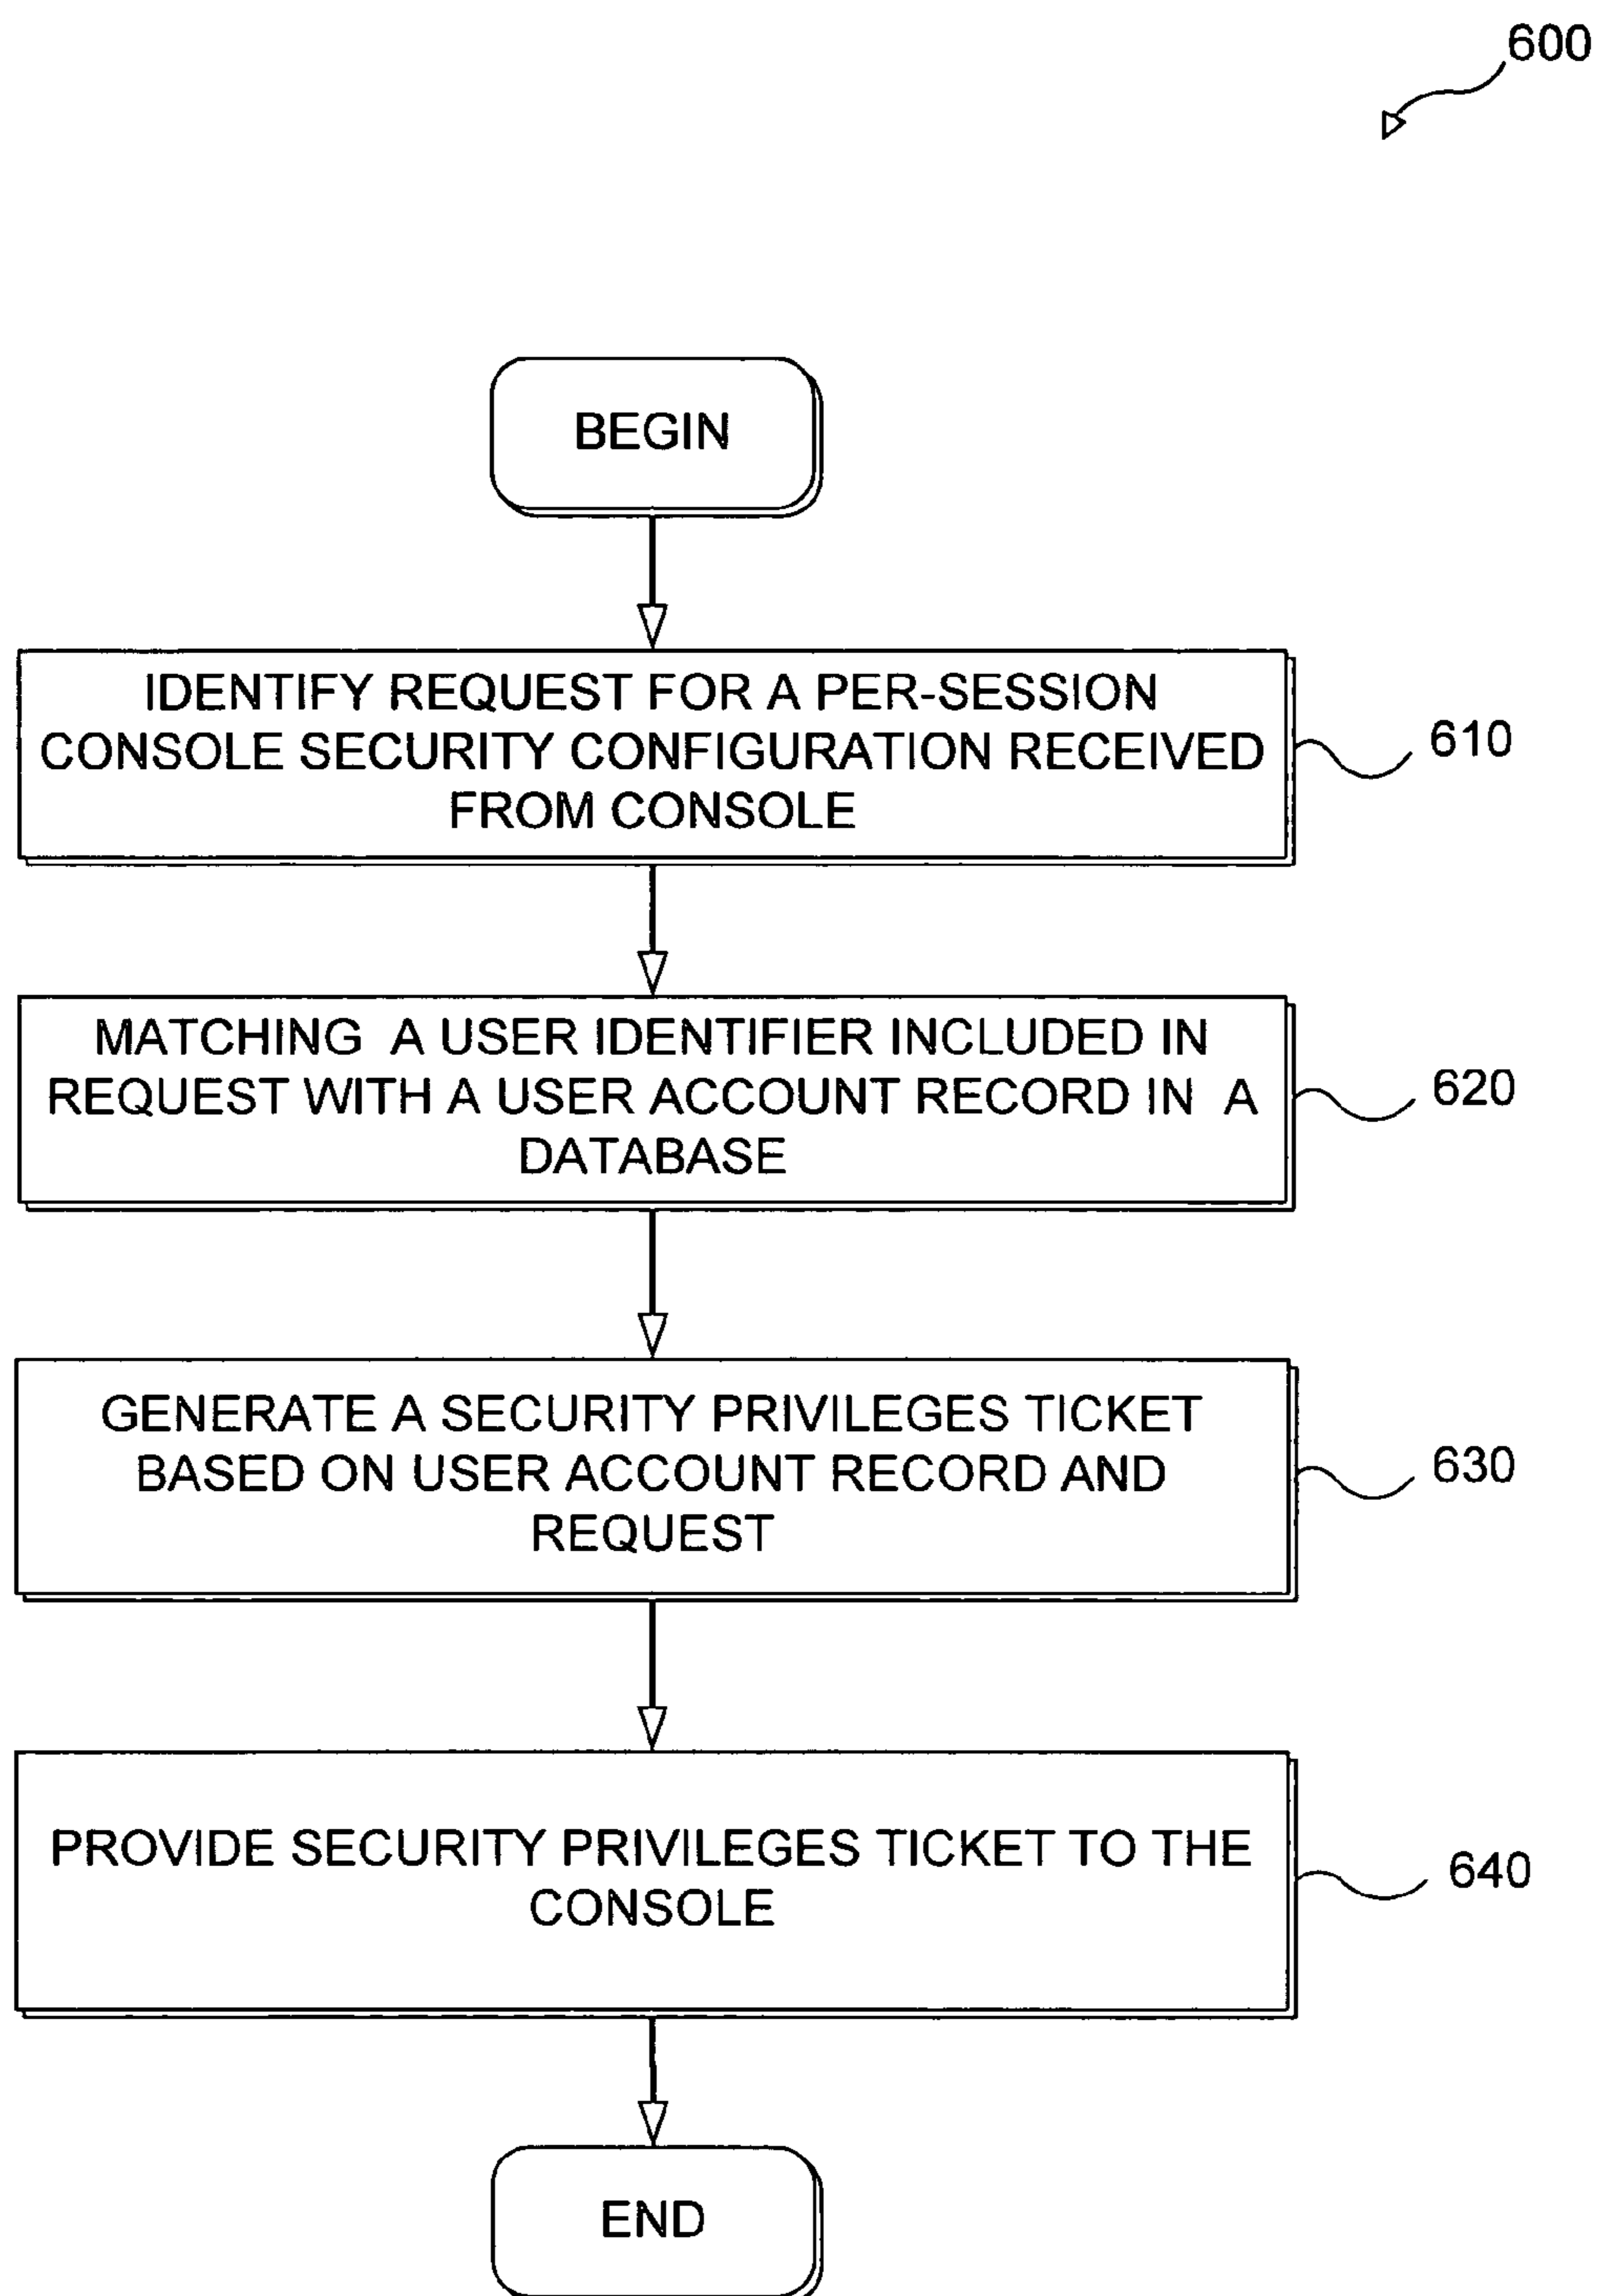 600
BEGIN
IDENTIFY REQUEST FOR A PER-SESSION
CONSOLE SECURITY CONFIGURATION RECEIVED
FROM CONSOLE
610
MATCHING A USER IDENTIFIER INCLUDED IN
REQUEST WITH A USER ACCOUNT RECORD IN A
DATABASE
620
GENERATE A SECURITY PRIVILEGES TICKET
BASED ON USER ACCOUNT RECORD AND
REQUEST
630
PROVIDE SECURITY PRIVILEGES TICKET TO THE
CONSOLE
640
END